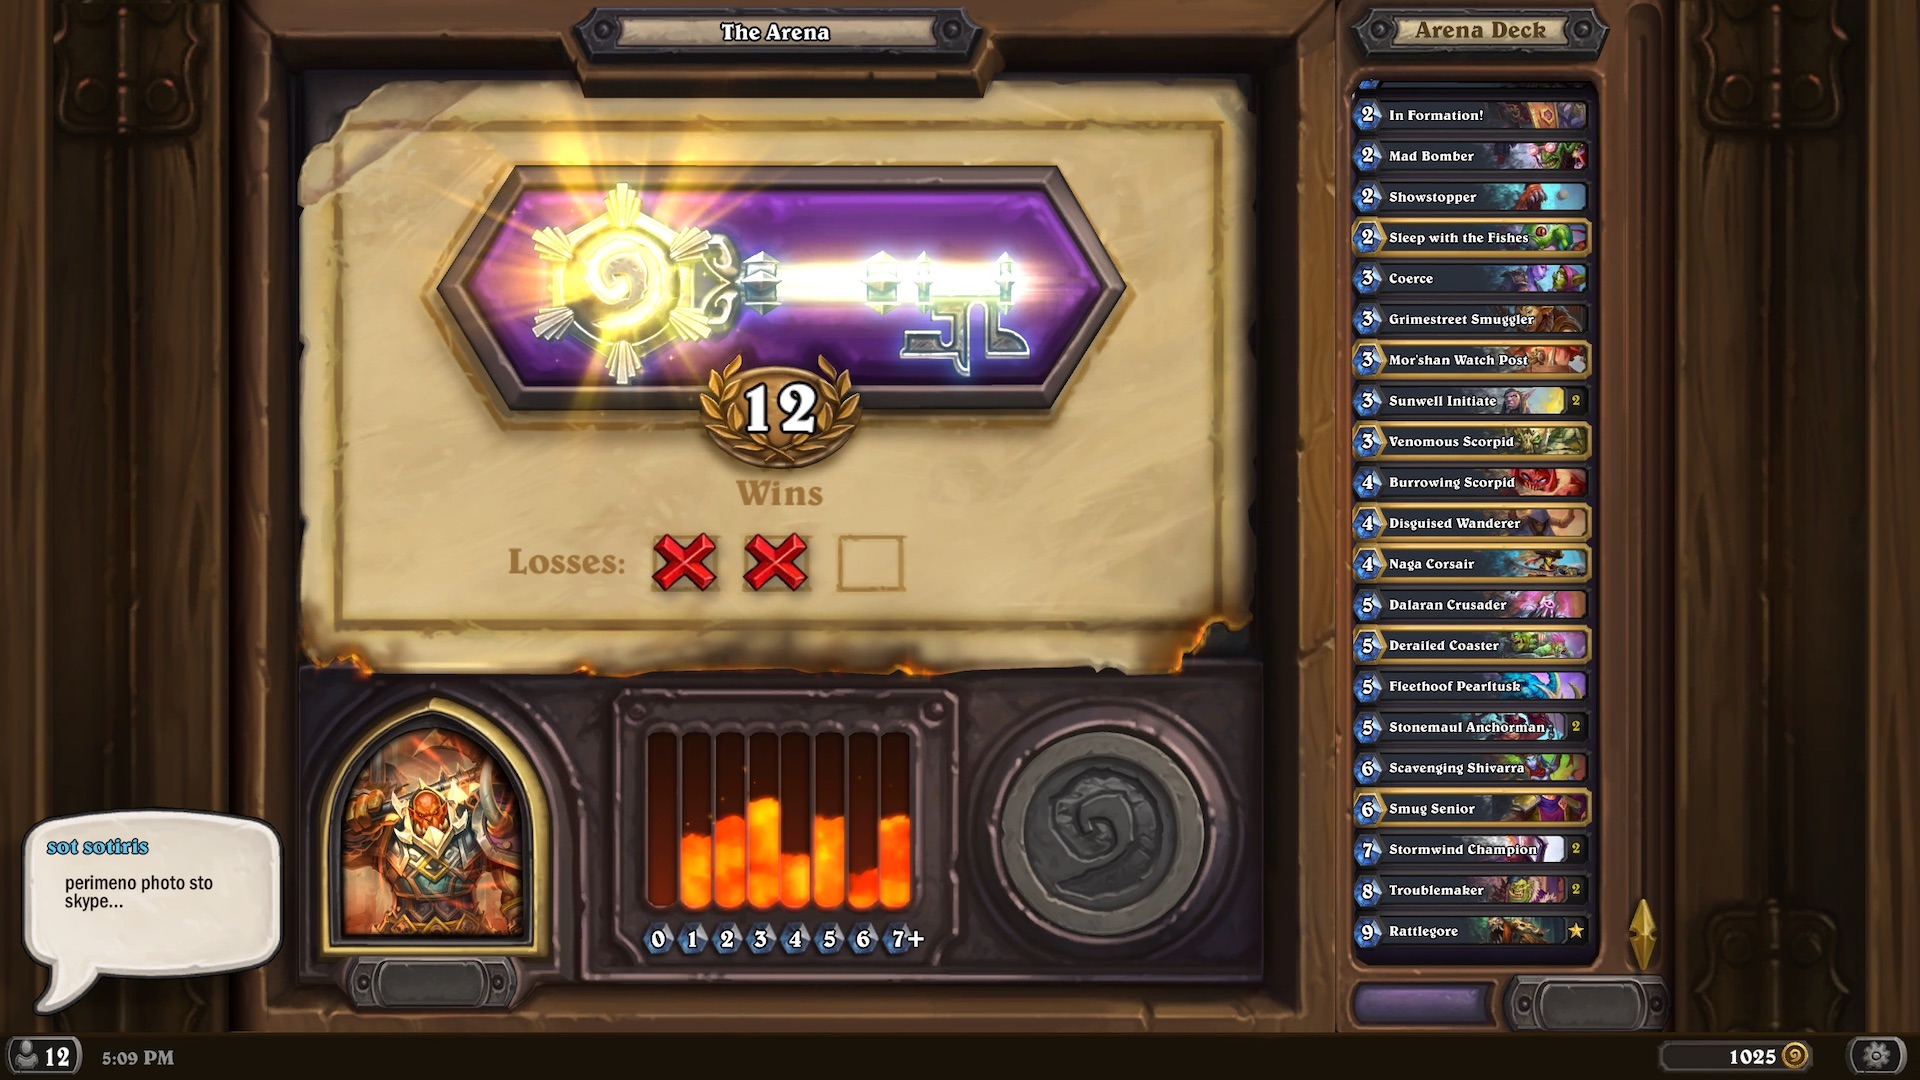 The Arena
12
Wins
Losses:
0 1 2 3 4 5 6 7+
Arena Deck
2 In Formation!
2 Mad Bomber
2 Showstopper
2 Sleep with the Fishes
3 Coerce
3 Grimestreet Smuggler
3 Mor'shan Watch Post
3 Sunwell Initiate 2
3 Venomous Scorpid
4 Burrowing Scorpid
4 Disguised Wanderer
4 Naga Corsair
5 Dalaran Crusader
5 Derailed Coaster
5 Fleethoof Pearltusk
5 Stonemaul Anchorman 2
6 Scavenging Shivarra
6 Smug Senior
7 Stormwind Champion 2
8 Troublemaker 2
9 Rattlegore
sot sotiris
perimeno photo sto
skype...
12 5:09 PM
1025